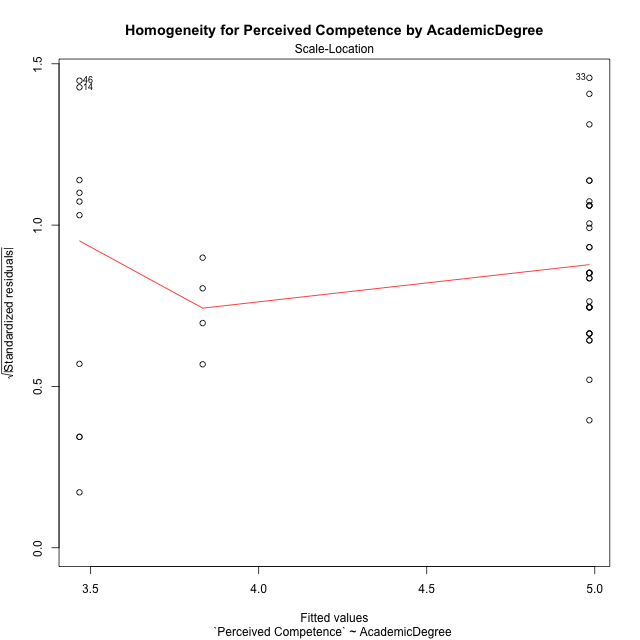 Homogeneity for Perceived Competence by AcademicDegree
Scale-Location
1.5
1.0
0.5
0.0
√|Standardized residuals|
46
14
33
3.5 4.0 4.5 5.0
Fitted values
`Perceived Competence` ~ AcademicDegree